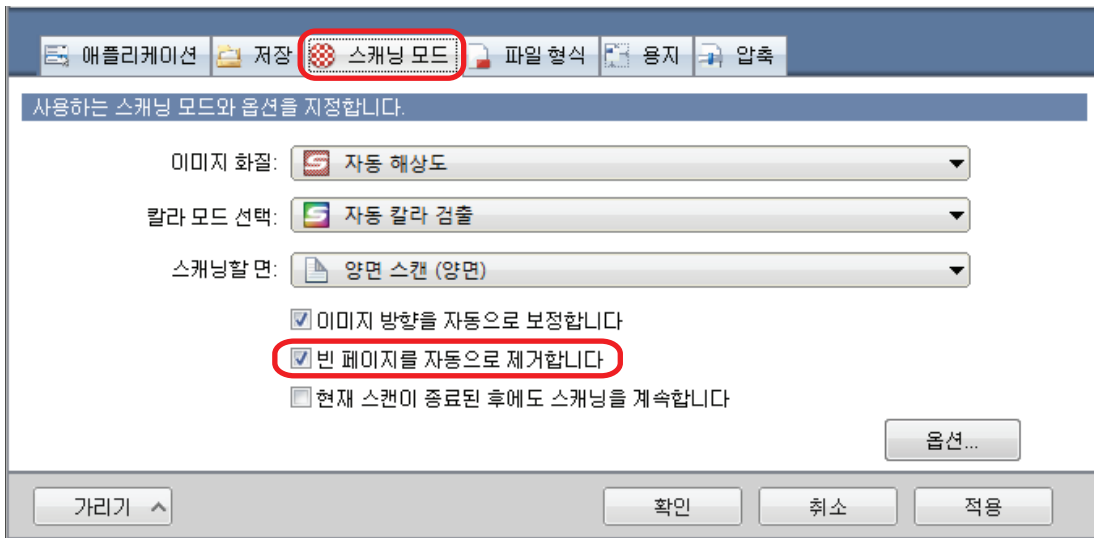 애플리케이션 저장 스캐닝 모드 파일 형식 용지 압축
사용하는 스캐닝 모드와 옵션을 지정합니다.
이미지 화질: 자동 해상도
칼라 모드 선택: 자동 칼라 검출
스캐닝할 면: 양면 스캔 (양면)
이미지 방향을 자동으로 보정합니다
빈 페이지를 자동으로 제거합니다
현재 스캔이 종료된 후에도 스캐닝을 계속합니다
옵션...
가리기 확인 취소 적용